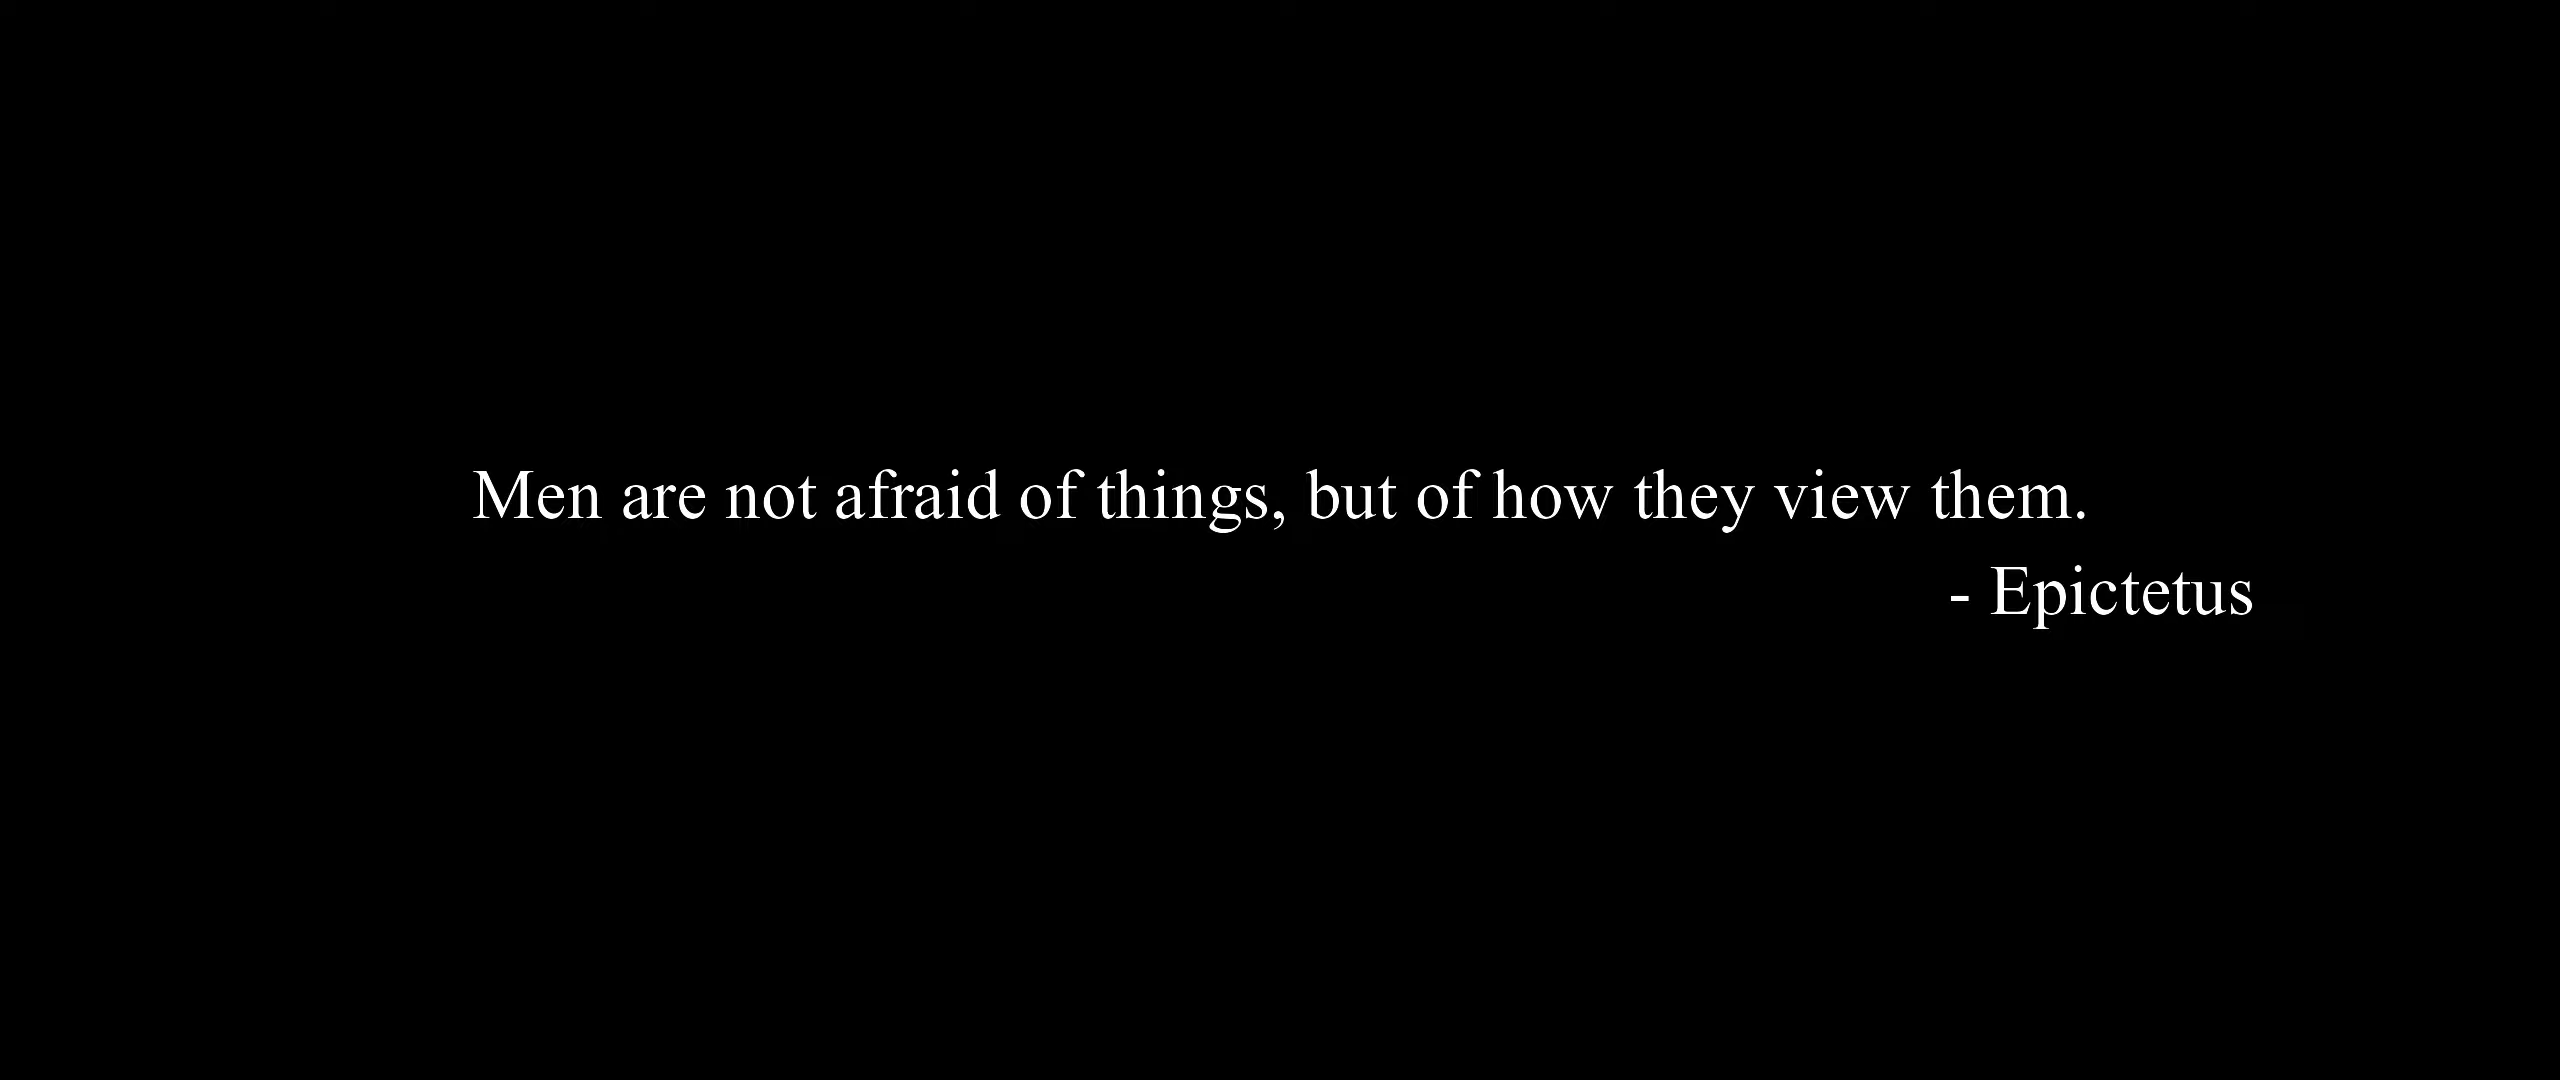 Men are not afraid of things, but of how they view them.
- Epictetus